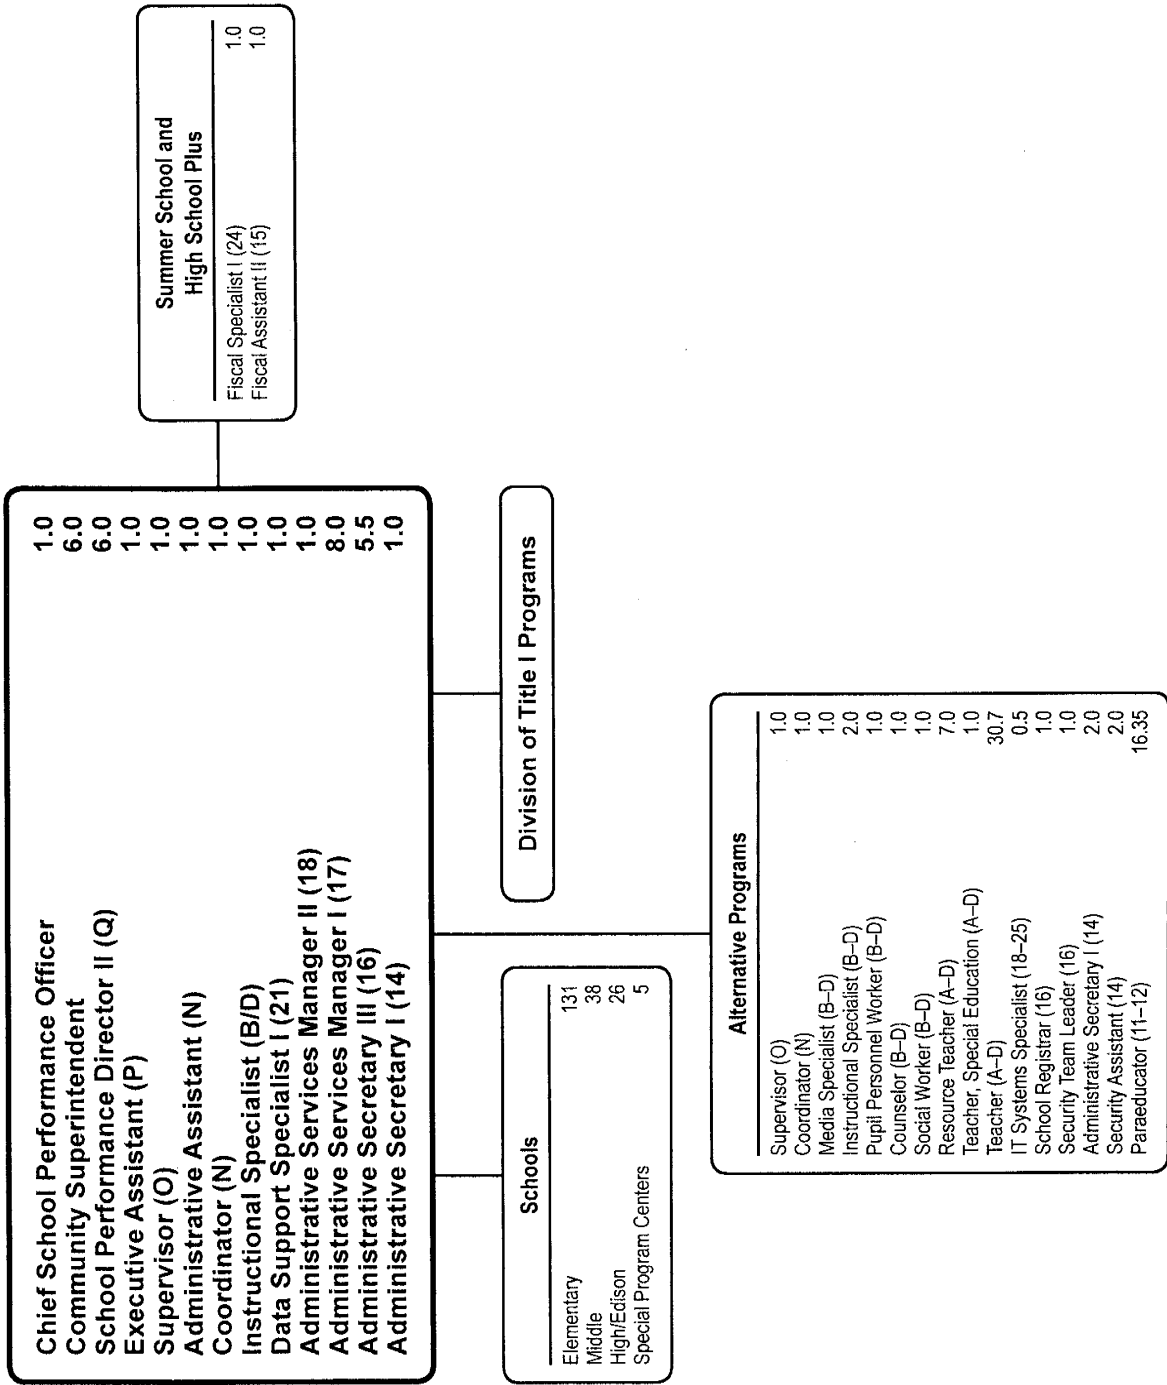 Chief School Performance Officer 1.0
Community Superintendent 6.0
School Performance Director II (Q) 6.0
Executive Assistant (P) 1.0
Supervisor (O) 1.0
Administrative Assistant (N) 1.0
Coordinator (N) 1.0
Instructional Specialist (B/D) 1.0
Data Support Specialist I (21) 1.0
Administrative Services Manager II (18) 1.0
Administrative Services Manager I (17) 8.0
Administrative Secretary III (16) 5.5
Administrative Secretary I (14) 1.0
Summer School and
High School Plus
Fiscal Specialist I (24) 1.0
Fiscal Assistant II (15) 1.0
Schools
Elementary 131
Middle 38
High/Edison 26
Special Program Centers 5
Division of Title I Programs
Alternative Programs
Supervisor (O) 1.0
Coordinator (N) 1.0
Media Specialist (B–D) 1.0
Instructional Specialist (B–D) 2.0
Pupil Personnel Worker (B–D) 1.0
Counselor (B–D) 1.0
Social Worker (B–D) 1.0
Resource Teacher (A–D) 7.0
Teacher, Special Education (A–D) 1.0
Teacher (A–D) 30.7
IT Systems Specialist (18–25) 0.5
School Registrar (16) 1.0
Security Team Leader (16) 1.0
Administrative Secretary I (14) 2.0
Security Assistant (14) 2.0
Paraeducator (11–12) 16.35